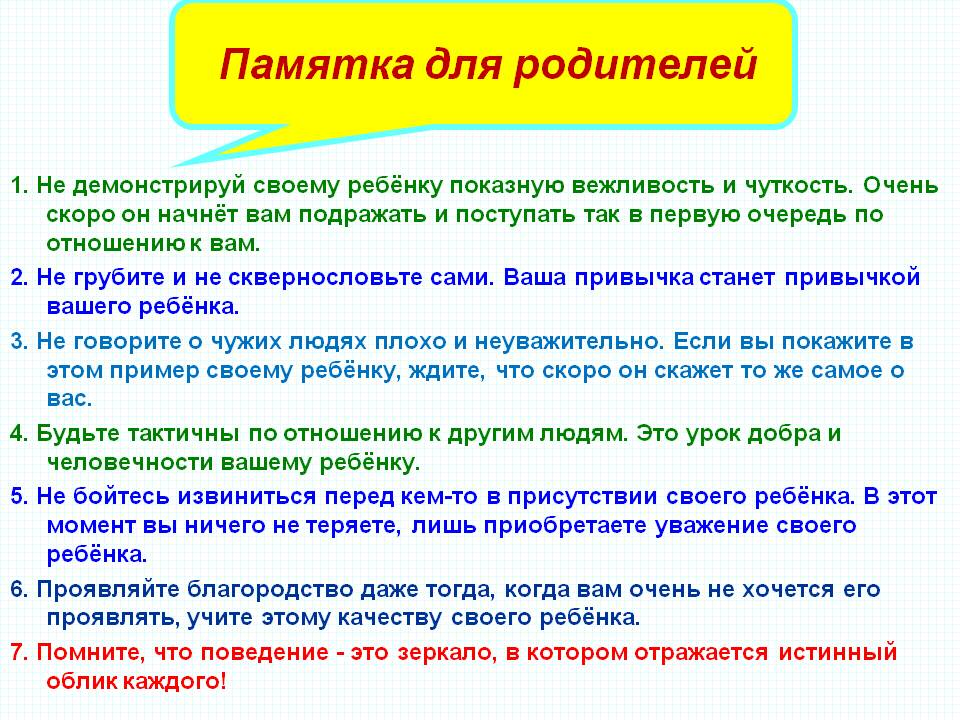 Памятка для родителей
1. Не демонстрируй своему ребёнку показную вежливость и чуткость. Очень
скоро он начнёт вам подражать и поступать так в первую очередь по
отношению к вам.
2. Не грубите и не сквернословьте сами. Ваша привычка станет привычкой
вашего ребёнка.
3. Не говорите о чужих людях плохо и неуважительно. Если вы покажите в
этом пример своему ребёнку, ждите, что скоро он скажет то же самое о
вас.
4. Будьте тактичны по отношению к другим людям. Это урок добра и
человечности вашему ребёнку.
5. Не бойтесь извиниться перед кем-то в присутствии своего ребёнка. В этот
момент вы ничего не теряете, лишь приобретаете уважение своего
ребёнка.
6. Проявляйте благородство даже тогда, когда вам очень не хочется его
проявлять, учите этому качеству своего ребёнка.
7. Помните, что поведение - это зеркало, в котором отражается истинный
облик каждого!